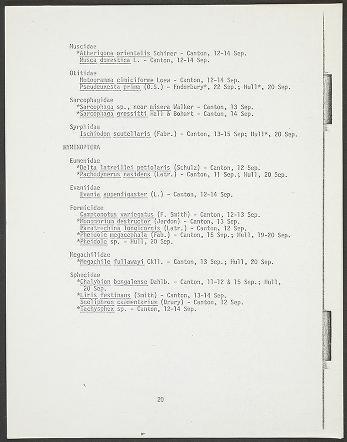 Muscidae
*Atherigona orientalis Schiner - Canton, 12-14 Sep.
Musca domestica L. - Canton, 12-14 Sep.
Otitidae
Notogramma cimiciforme Loew - Canton, 12-14 Sep.
Pseudeuxesta prima (O.S.) - Enderbury*, 22 Sep.; Hull*, 20 Sep.
Sarcophagidae
*Sarcophaga sp., near misera Walker - Canton, 13 Sep.
*Sarcophaga gressitti Hall & Bohart - Canton, 14 Sep.
Syrphidae
Ischiodon scutellaris (Fabr.) - Canton, 13-15 Sep; Hull*, 20 Sep.
HYMENOPTERA
Eumenidae
*Delta latreillei petiolaris (Schulz) - Canton, 12 Sep.
*Pachodynerus nasidens (Latr.) - Canton, 11 Sep.; Hull, 20 Sep.
Evaniidae
Evania appendigaster (L.) - Canton, 12-14 Sep.
Formicidae
Camponotus variegatus (F. Smith) - Canton, 12-13 Sep.
*Monomorium destructor (Jerdon) - Canton, 13 Sep.
Paratrechina longicornis (Latr.) - Canton, 12 Sep.
*Pheidole megacephala (Fab.) - Canton, 15 Sep.; Hull, 19-20 Sep.
*Pheidole sp. - Hull, 20 Sep.
Megachilidae
*Megachile fullawayi Ckll. - Canton, 13 Sep.; Hull, 20 Sep.
Sphecidae
*Chalybion bengalense Dahlb. - Canton, 11-12 & 15 Sep.; Hull,
20 Sep.
*Liris festinans (Smith) - Canton, 13-14 Sep.
Sceliphron caementarium (Drury) - Canton, 12 Sep.
*Tachysphex sp. - Canton, 12-14 Sep.
20